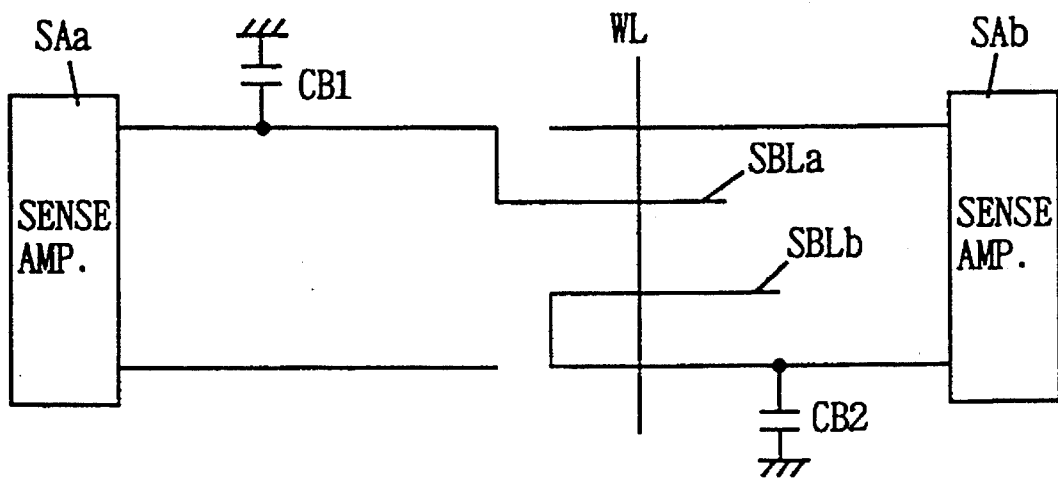 SAa
WL
SAb
CB1
SBLa
SENSE
AMP.
SENSE
AMP.
SBLb
CB2